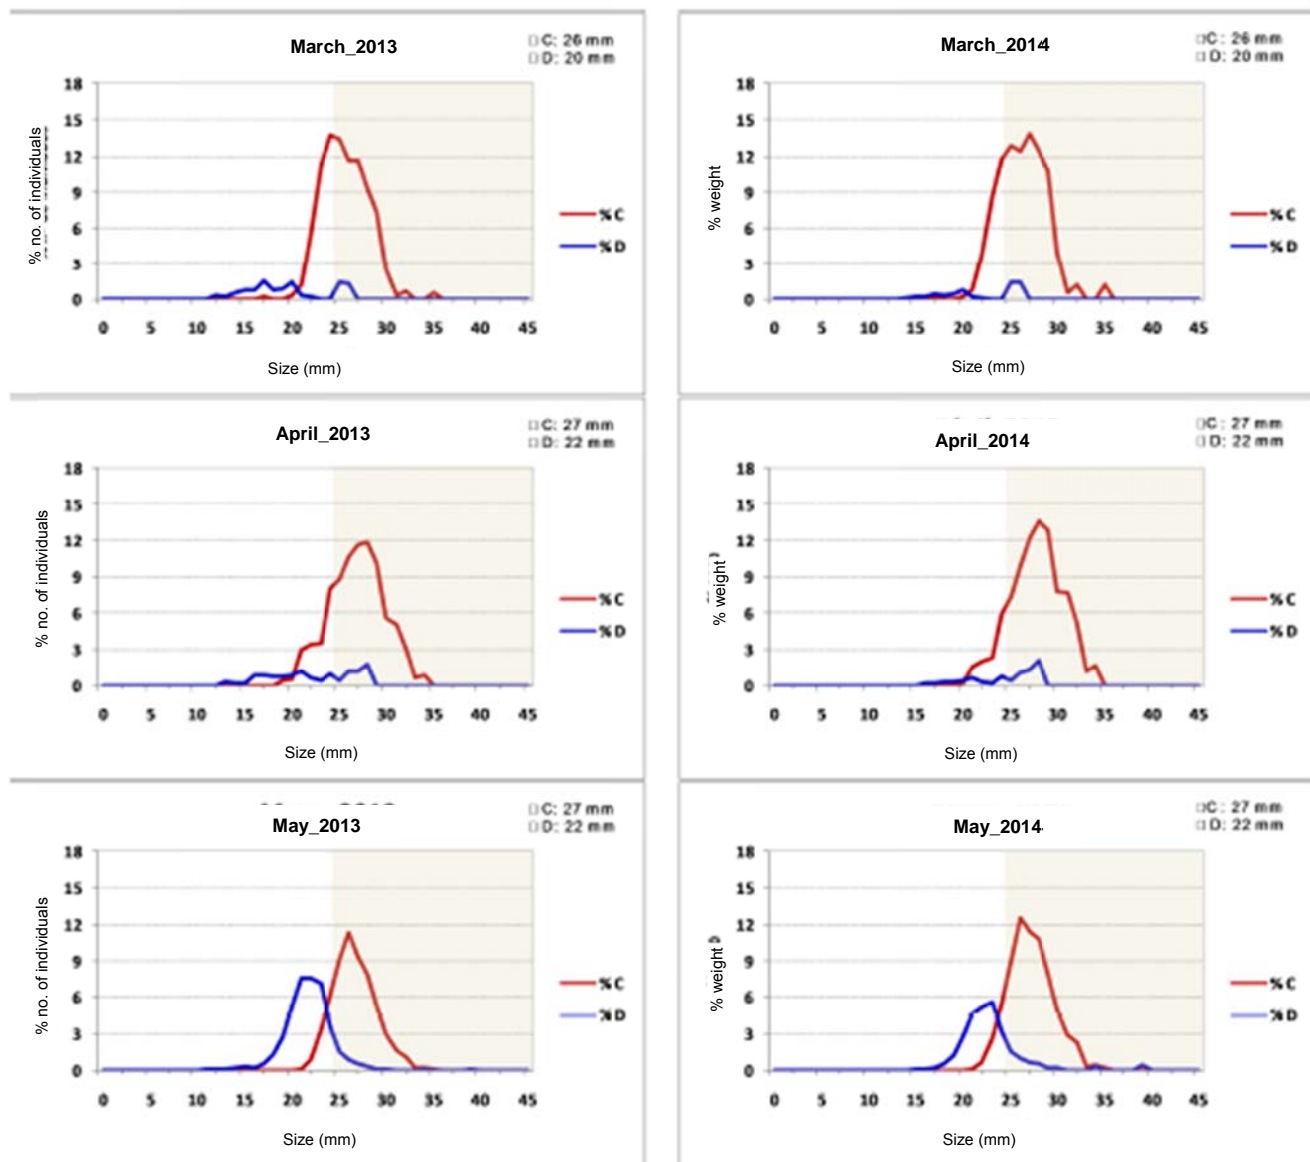 March_2013
□ C: 26 mm
□ D: 20 mm
% no. of individuals
18
15
12
9
6
3
0
0 5 10 15 20 25 30 35 40 45
Size (mm)
% C
% D
March_2014
□ C: 26 mm
□ D: 20 mm
% weight
18
15
12
9
6
3
0
0 5 10 15 20 25 30 35 40 45
Size (mm)
% C
% D
April_2013
□ C: 27 mm
□ D: 22 mm
% no. of individuals
18
15
12
9
6
3
0
0 5 10 15 20 25 30 35 40 45
Size (mm)
% C
% D
April_2014
□ C: 27 mm
□ D: 22 mm
% weight
18
15
12
9
6
3
0
0 5 10 15 20 25 30 35 40 45
Size (mm)
% C
% D
May_2013
□ C: 27 mm
□ D: 22 mm
% no. of individuals
18
15
12
9
6
3
0
0 5 10 15 20 25 30 35 40 45
Size (mm)
% C
% D
May_2014
□ C: 27 mm
□ D: 22 mm
% weight
18
15
12
9
6
3
0
0 5 10 15 20 25 30 35 40 45
Size (mm)
% C
% D